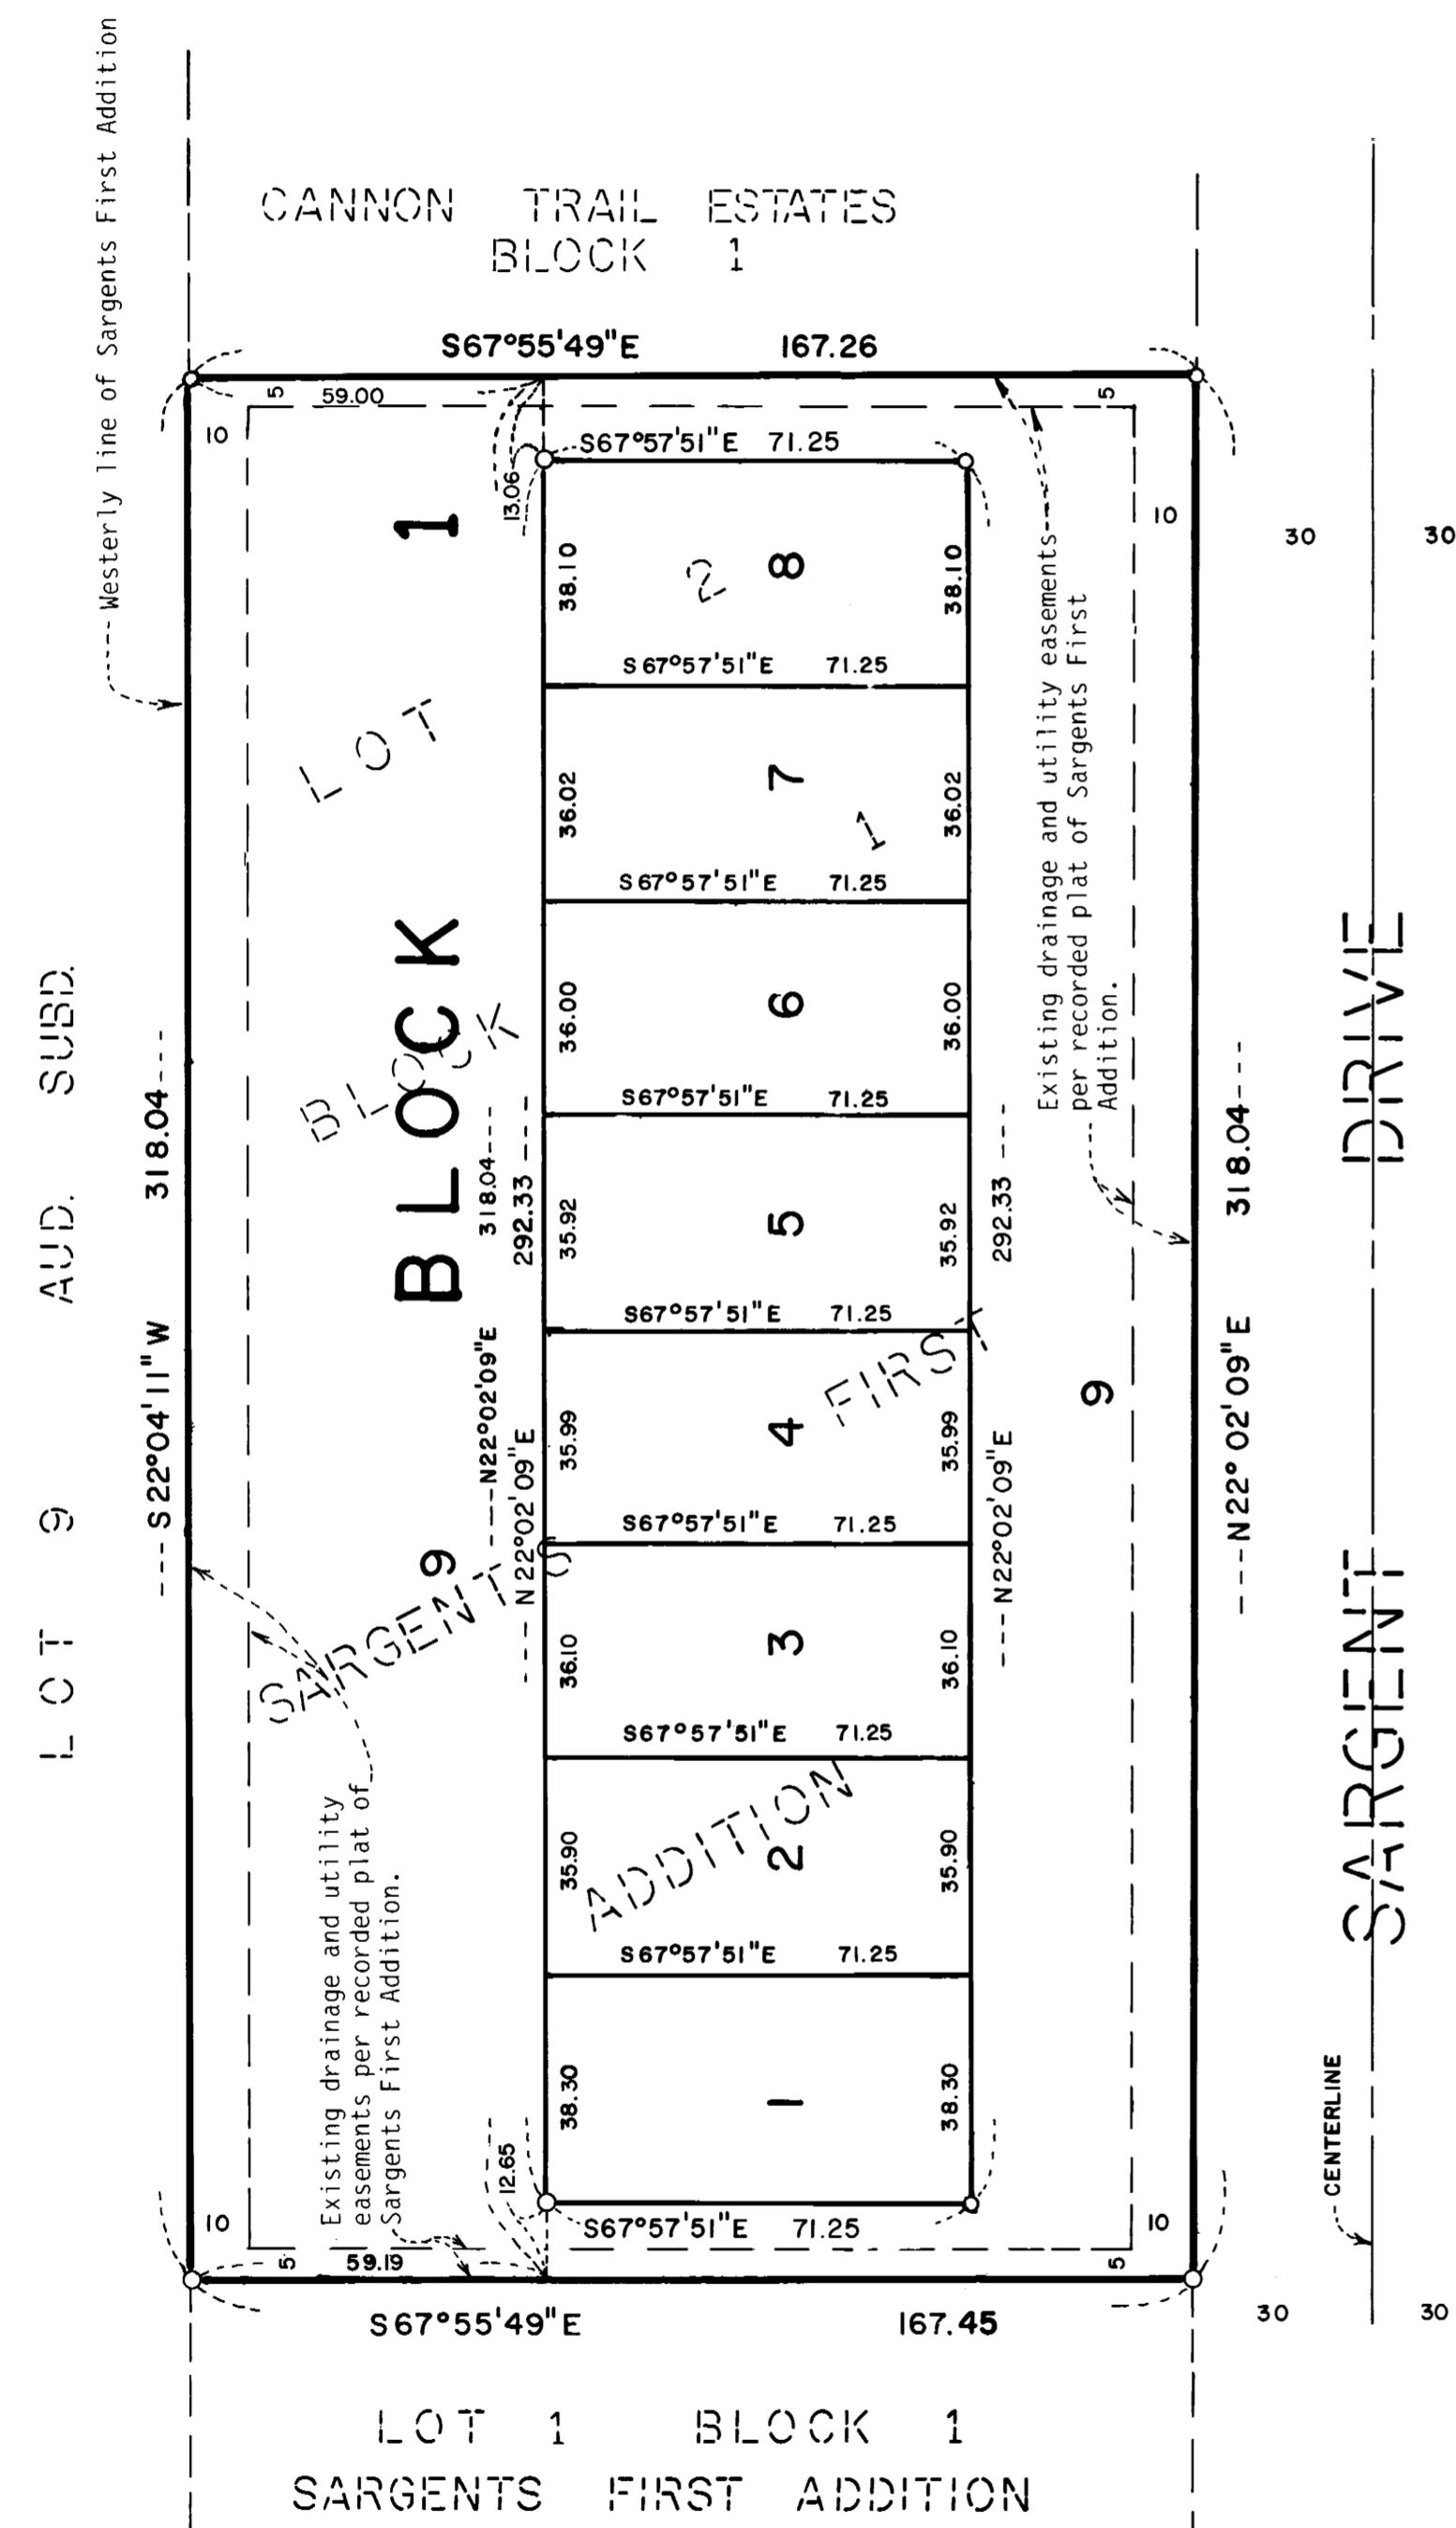 Westerly line of Sargents First Addition
CANNON TRAIL ESTATES
BLOCK 1
S67°55'49"E 167.26
5 59.00 5
10
S67°57'51"E 71.25
13.06
10
30 30
BLOCK 1
LOT 2
BLOCK 1
SARGENTS FIRST
ADDITION
38.10 8 38.10
S67°57'51"E 71.25
36.02 7 36.02
S67°57'51"E 71.25
36.00 6 36.00
S67°57'51"E 71.25
35.92 5 35.92
S67°57'51"E 71.25
35.99 4 35.99
S67°57'51"E 71.25
36.10 3 36.10
S67°57'51"E 71.25
35.90 2 35.90
S67°57'51"E 71.25
38.30 1 38.30
S67°57'51"E 71.25
LOT 9 AUD. SUBD.
S22°04'11"W 318.04
N22°02'09"E 318.04
N22°02'09"E 292.33
N22°02'09"E 292.33
N22°02'09"E 318.04
9
9
Existing drainage and utility easements
per recorded plat of Sargents First
Addition.
Existing drainage and utility
easements per recorded plat of
Sargents First Addition.
SARGENT DRIVE
CENTERLINE
12.65
10 10
5 59.19 5
S67°55'49"E 167.45
30 30
LOT 1 BLOCK 1
SARGENTS FIRST ADDITION